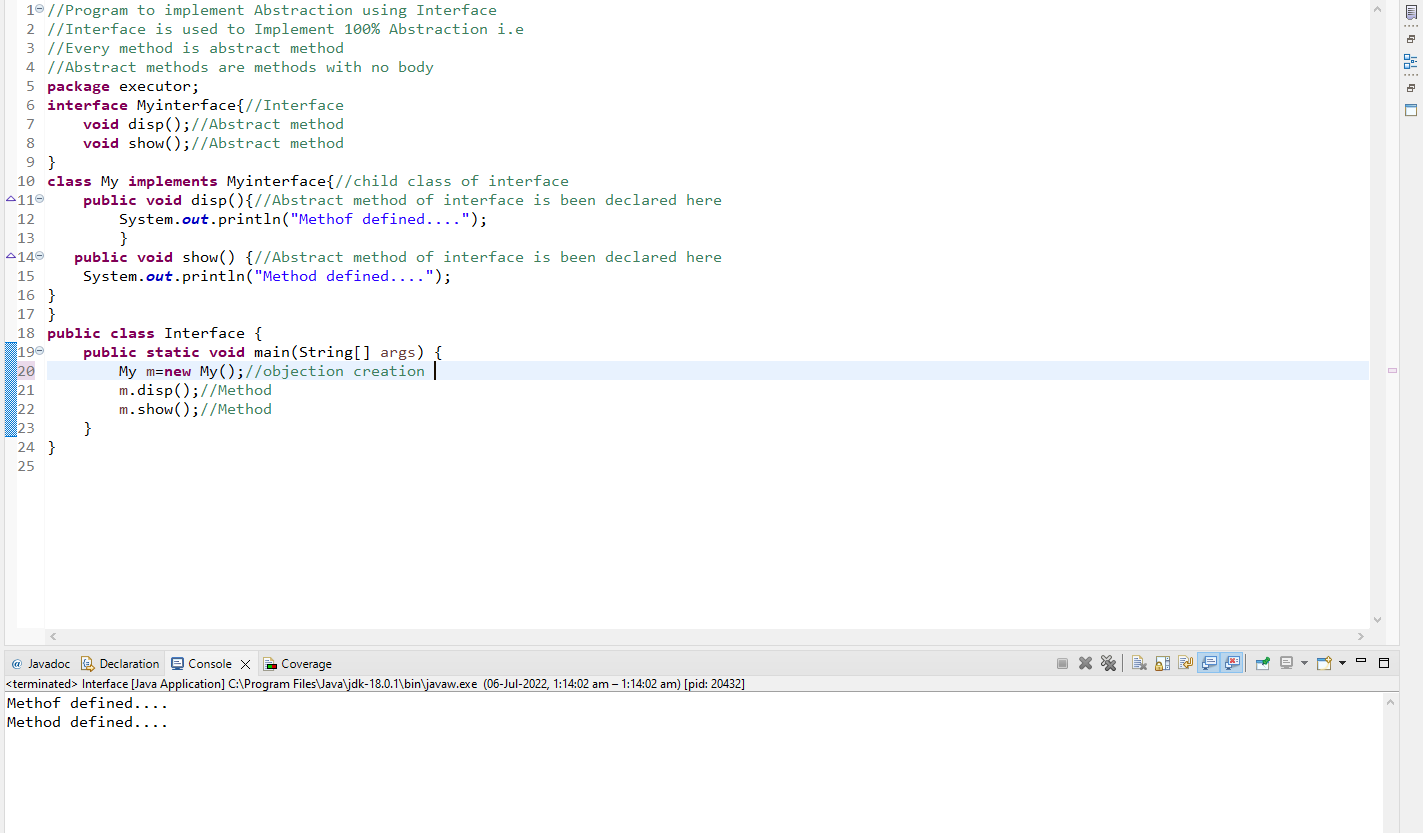 1 //Program to implement Abstraction using Interface
2 //Interface is used to Implement 100% Abstraction i.e
3 //Every method is abstract method
4 //Abstract methods are methods with no body
5 package executor;
6 interface Myinterface{//Interface
7     void disp();//Abstract method
8     void show();//Abstract method
9 }
10 class My implements Myinterface{//child class of interface
11     public void disp(){//Abstract method of interface is been declared here
12         System.out.println("Methof defined....");
13         }
14    public void show() {//Abstract method of interface is been declared here
15     System.out.println("Method defined....");
16 }
17 }
18 public class Interface {
19     public static void main(String[] args) {
20         My m=new My();//objection creation
21         m.disp();//Method
22         m.show();//Method
23     }
24 }
25
@ Javadoc Declaration Console Coverage
<terminated> Interface [Java Application] C:\Program Files\Java\jdk-18.0.1\bin\javaw.exe (06-Jul-2022, 1:14:02 am – 1:14:02 am) [pid: 20432]
Methof defined....
Method defined....